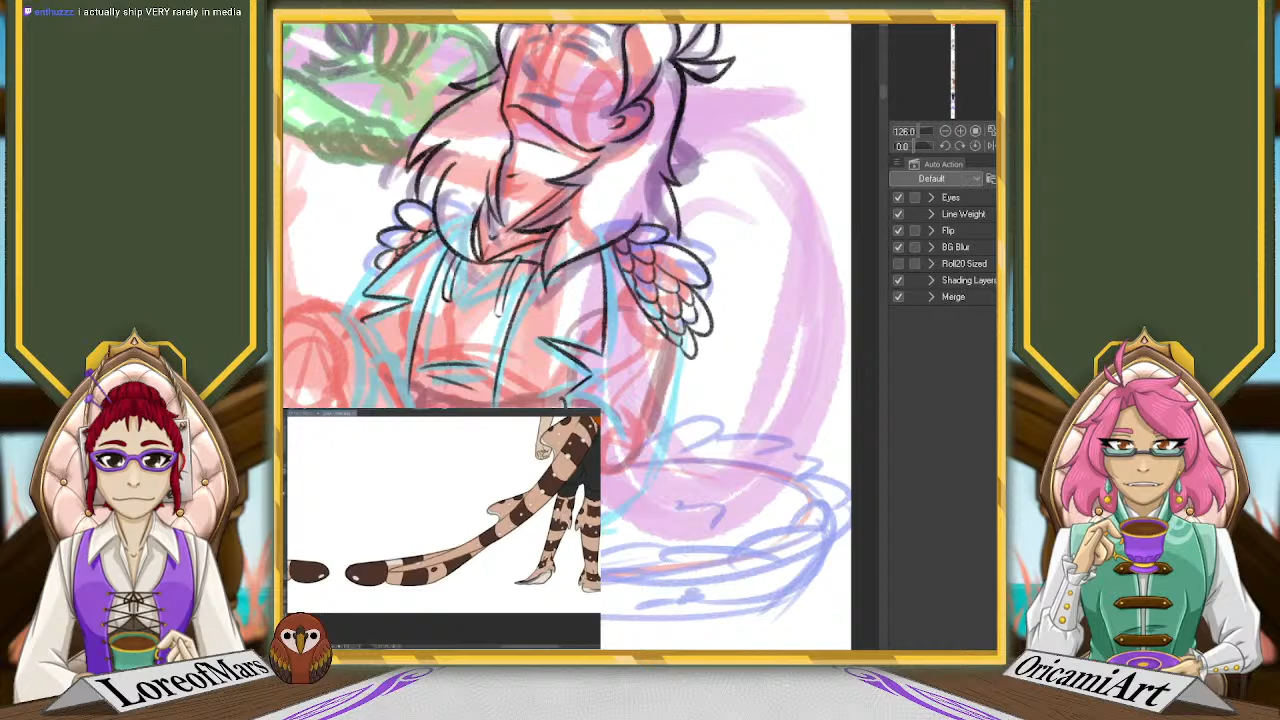 enthuzzz: i actually ship VERY rarely in media
126.0
0.0
Auto Action
Default
Eyes
Line Weight
Flip
BG Blur
Roll20 Sized
Shading Layers
Merge
LoreofMars
OricamiArt